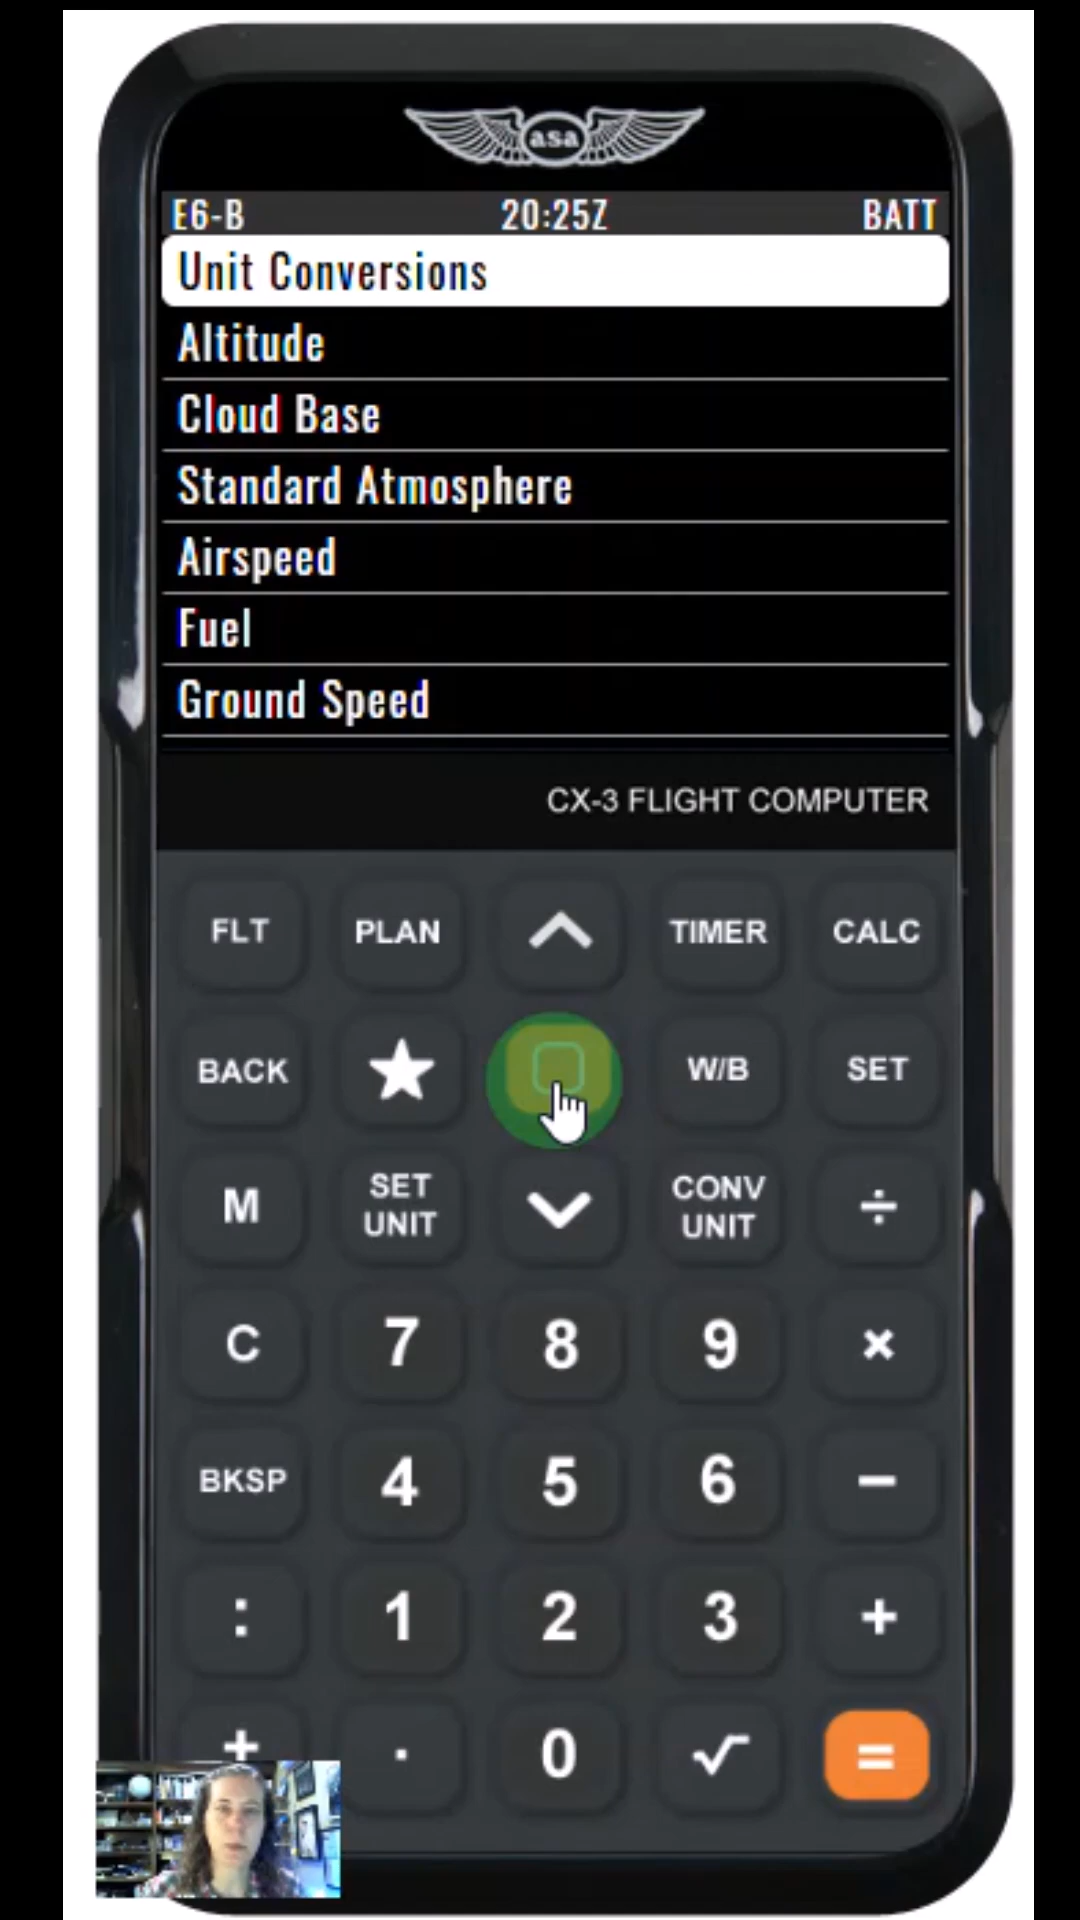 asa
E6-B 20:25Z BATT
Unit Conversions
Altitude
Cloud Base
Standard Atmosphere
Airspeed
Fuel
Ground Speed
CX-3 FLIGHT COMPUTER
FLT PLAN TIMER CALC
BACK W/B SET
M SET UNIT CONV UNIT ÷
C 7 8 9 ×
BKSP 4 5 6 −
: 1 2 3 +
± . 0 √ =